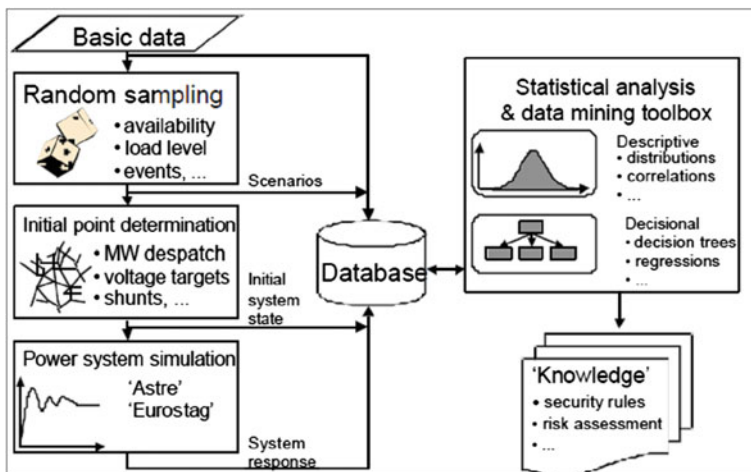 Basic data
Random sampling
• availability
• load level
• events, ...
Scenarios
Initial point determination
• MW despatch
• voltage targets
• shunts, ...
Initial
system
state
Power system simulation
'Astre'
'Eurostag'
System
response
Database
Statistical analysis
& data mining toolbox
Descriptive
• distributions
• correlations
• ...
Decisional
• decision trees
• regressions
• ...
'Knowledge'
• security rules
• risk assessment
• ...